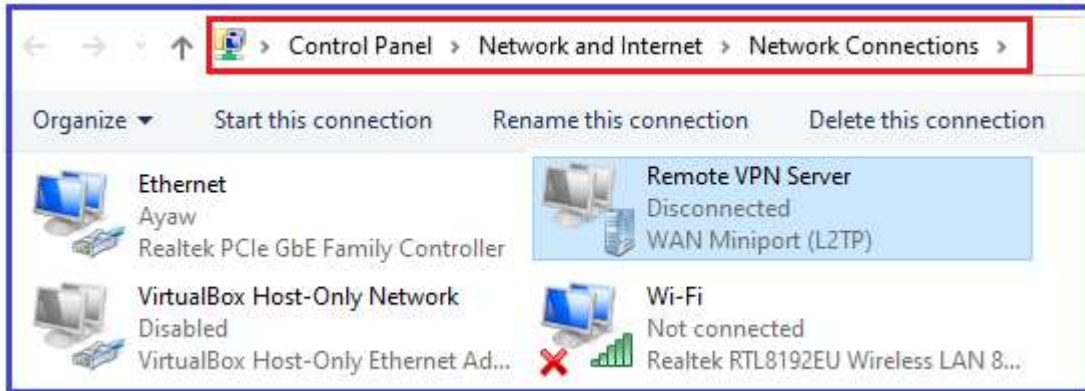 Control Panel > Network and Internet > Network Connections >
Organize Start this connection Rename this connection Delete this connection
Ethernet
Ayaw
Realtek PCIe GbE Family Controller
Remote VPN Server
Disconnected
WAN Miniport (L2TP)
VirtualBox Host-Only Network
Disabled
VirtualBox Host-Only Ethernet Ad...
Wi-Fi
Not connected
Realtek RTL8192EU Wireless LAN 8...